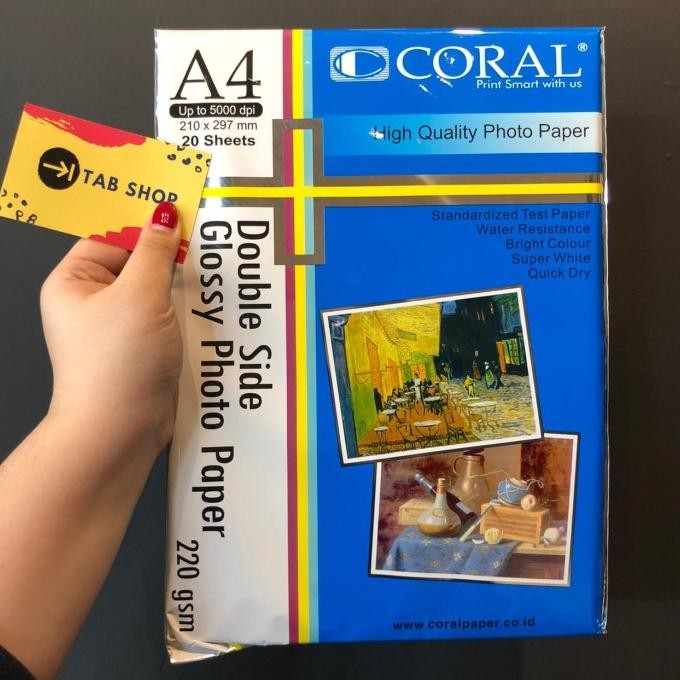 A4
Up to 5000 dpi
210 x 297 mm
20 Sheets
CORAL®
Print Smart with us
High Quality Photo Paper
TAB SHOP
Standardized Test Paper
Water Resistance
Bright Colour
Super White
Quick Dry
Double Side
Glossy Photo Paper
220 gsm
www.coralpaper.co.id